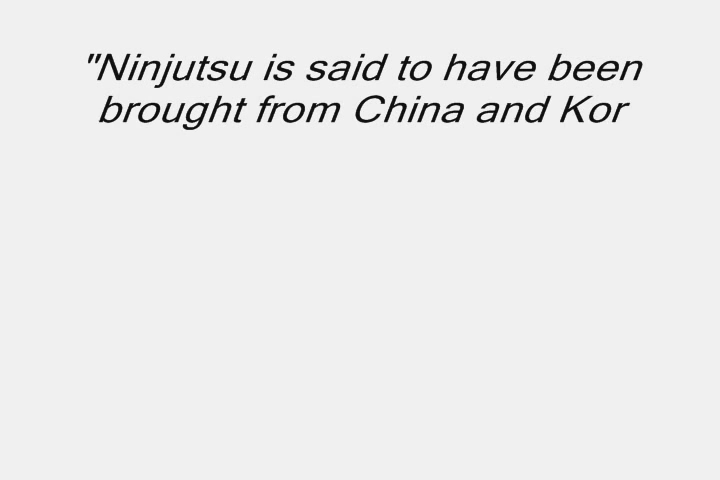 "Ninjutsu is said to have been
brought from China and Kor